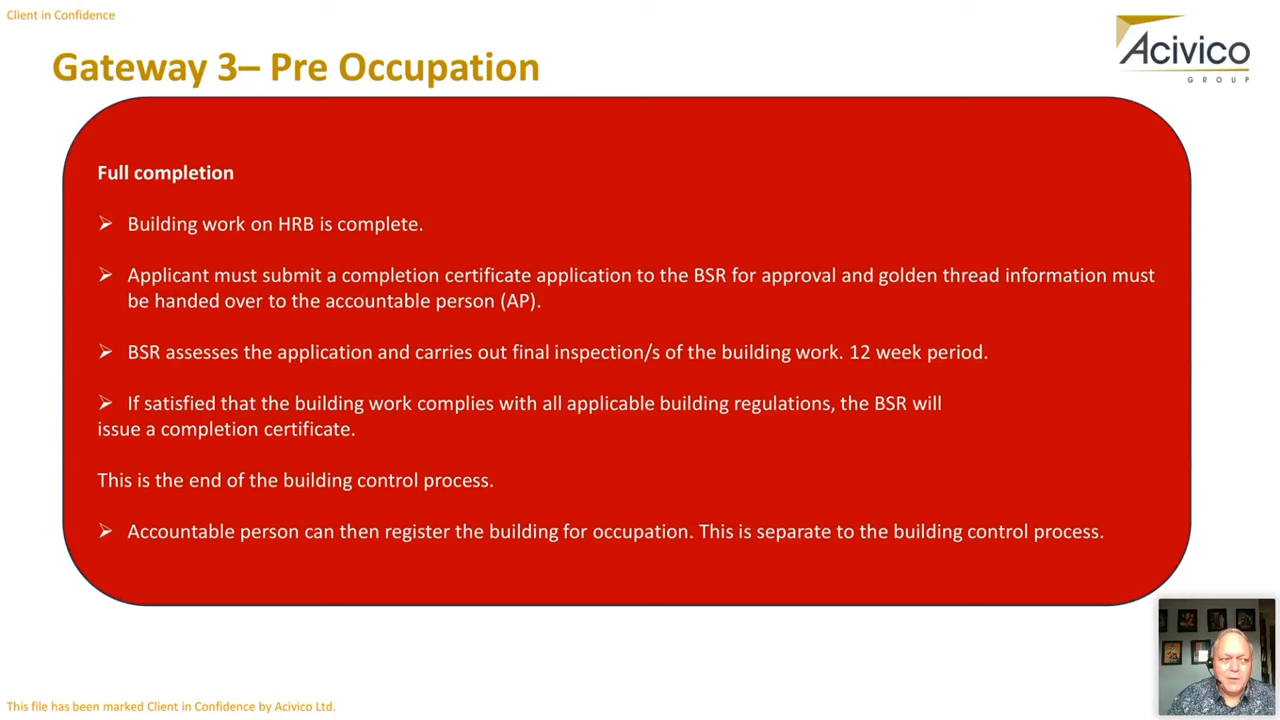 Client in Confidence
Gateway 3– Pre Occupation
Acivico
GROUP
Full completion
➢ Building work on HRB is complete.
➢ Applicant must submit a completion certificate application to the BSR for approval and golden thread information must
be handed over to the accountable person (AP).
➢ BSR assesses the application and carries out final inspection/s of the building work. 12 week period.
➢ If satisfied that the building work complies with all applicable building regulations, the BSR will
issue a completion certificate.
This is the end of the building control process.
➢ Accountable person can then register the building for occupation. This is separate to the building control process.
This file has been marked Client in Confidence by Acivico Ltd.